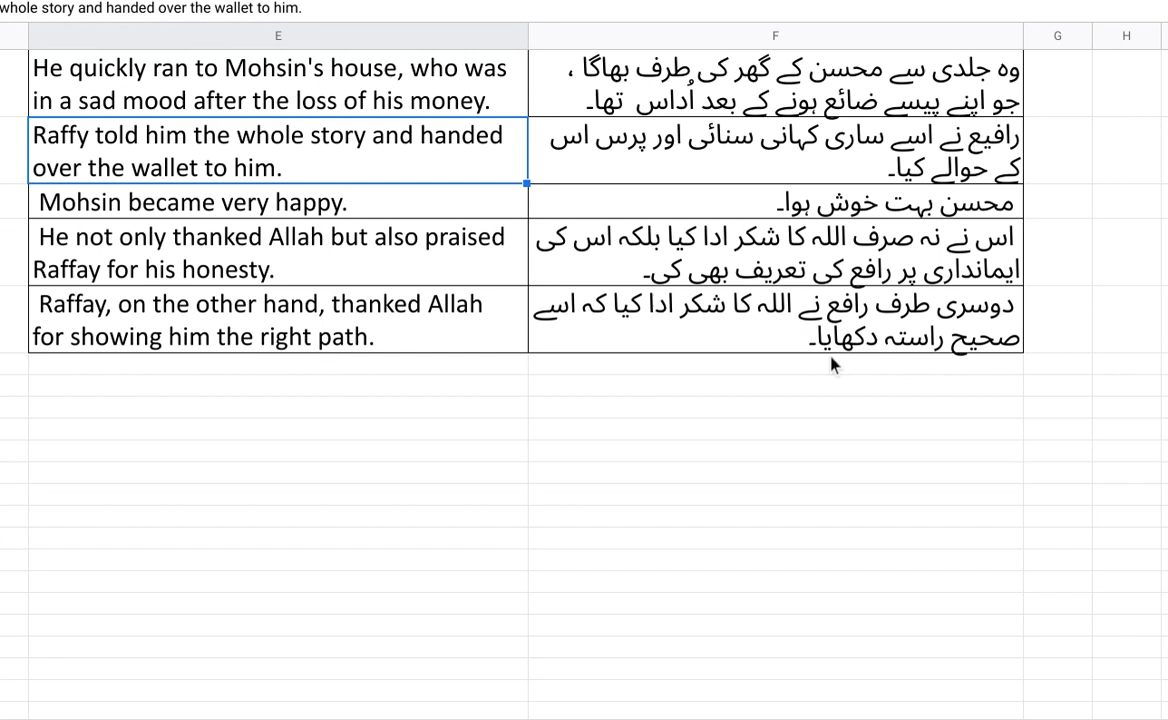 whole story and handed over the wallet to him.
E
F
G
H
He quickly ran to Mohsin's house, who was
in a sad mood after the loss of his money.
وہ جلدی سے محسن کے گھر کی طرف بھاگا ،
جو اپنے پیسے ضائع ہونے کے بعد اُداس تھا۔
Raffy told him the whole story and handed
over the wallet to him.
رافیع نے اسے ساری کہانی سنائی اور پرس اس
کے حوالے کیا۔
Mohsin became very happy.
محسن بہت خوش ہوا۔
He not only thanked Allah but also praised
Raffay for his honesty.
اس نے نہ صرف اللہ کا شکر ادا کیا بلکہ اس کی
ایمانداری پر رافع کی تعریف بھی کی۔
Raffay, on the other hand, thanked Allah
for showing him the right path.
دوسری طرف رافع نے اللہ کا شکر ادا کیا کہ اسے
صحیح راستہ دکھایا۔